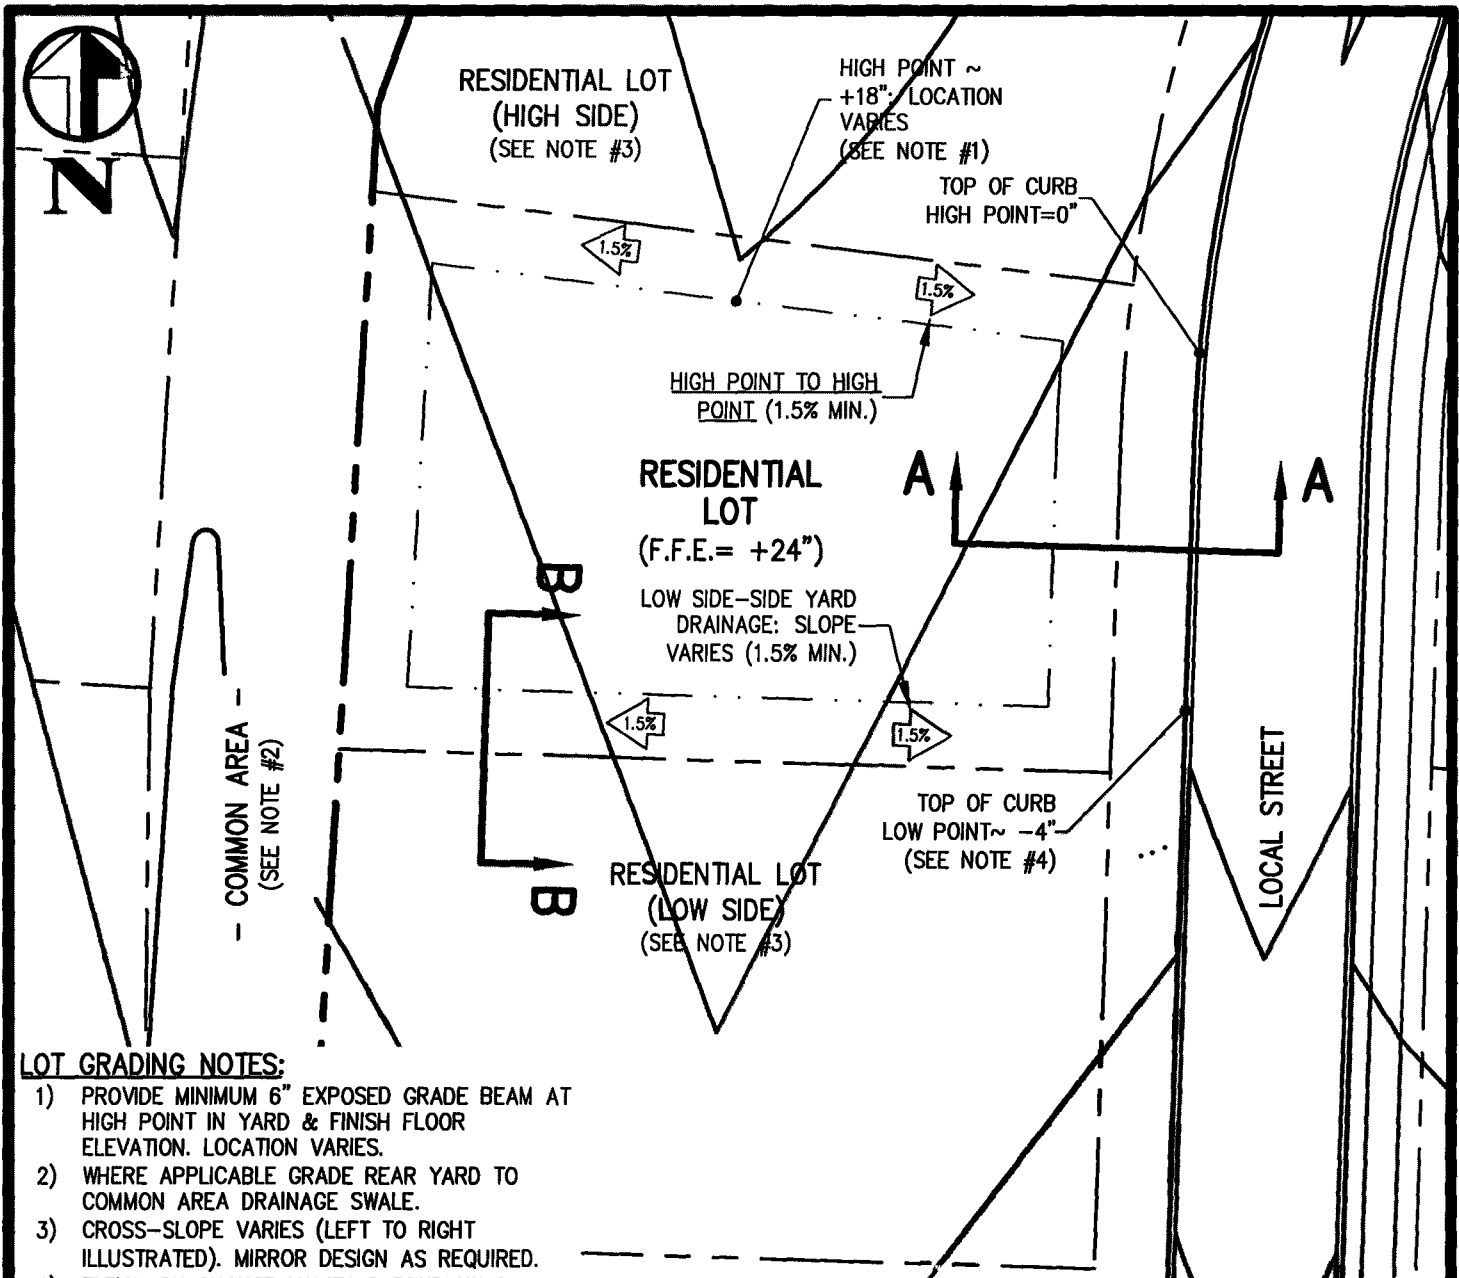 N
RESIDENTIAL LOT
(HIGH SIDE)
(SEE NOTE #3)
HIGH POINT ~
+18"; LOCATION
VARIES
(SEE NOTE #1)
TOP OF CURB
HIGH POINT=0"
1.5%
1.5%
HIGH POINT TO HIGH
POINT (1.5% MIN.)
RESIDENTIAL
LOT
(F.F.E.= +24")
A
A
B
LOW SIDE-SIDE YARD
DRAINAGE: SLOPE
VARIES (1.5% MIN.)
1.5%
1.5%
- COMMON AREA -
(SEE NOTE #2)
TOP OF CURB
LOW POINT~ -4"
(SEE NOTE #4)
LOCAL STREET
B
RESIDENTIAL LOT
(LOW SIDE)
(SEE NOTE #3)
LOT GRADING NOTES:
1) PROVIDE MINIMUM 6" EXPOSED GRADE BEAM AT
HIGH POINT IN YARD & FINISH FLOOR
ELEVATION. LOCATION VARIES.
2) WHERE APPLICABLE GRADE REAR YARD TO
COMMON AREA DRAINAGE SWALE.
3) CROSS-SLOPE VARIES (LEFT TO RIGHT
ILLUSTRATED). MIRROR DESIGN AS REQUIRED.